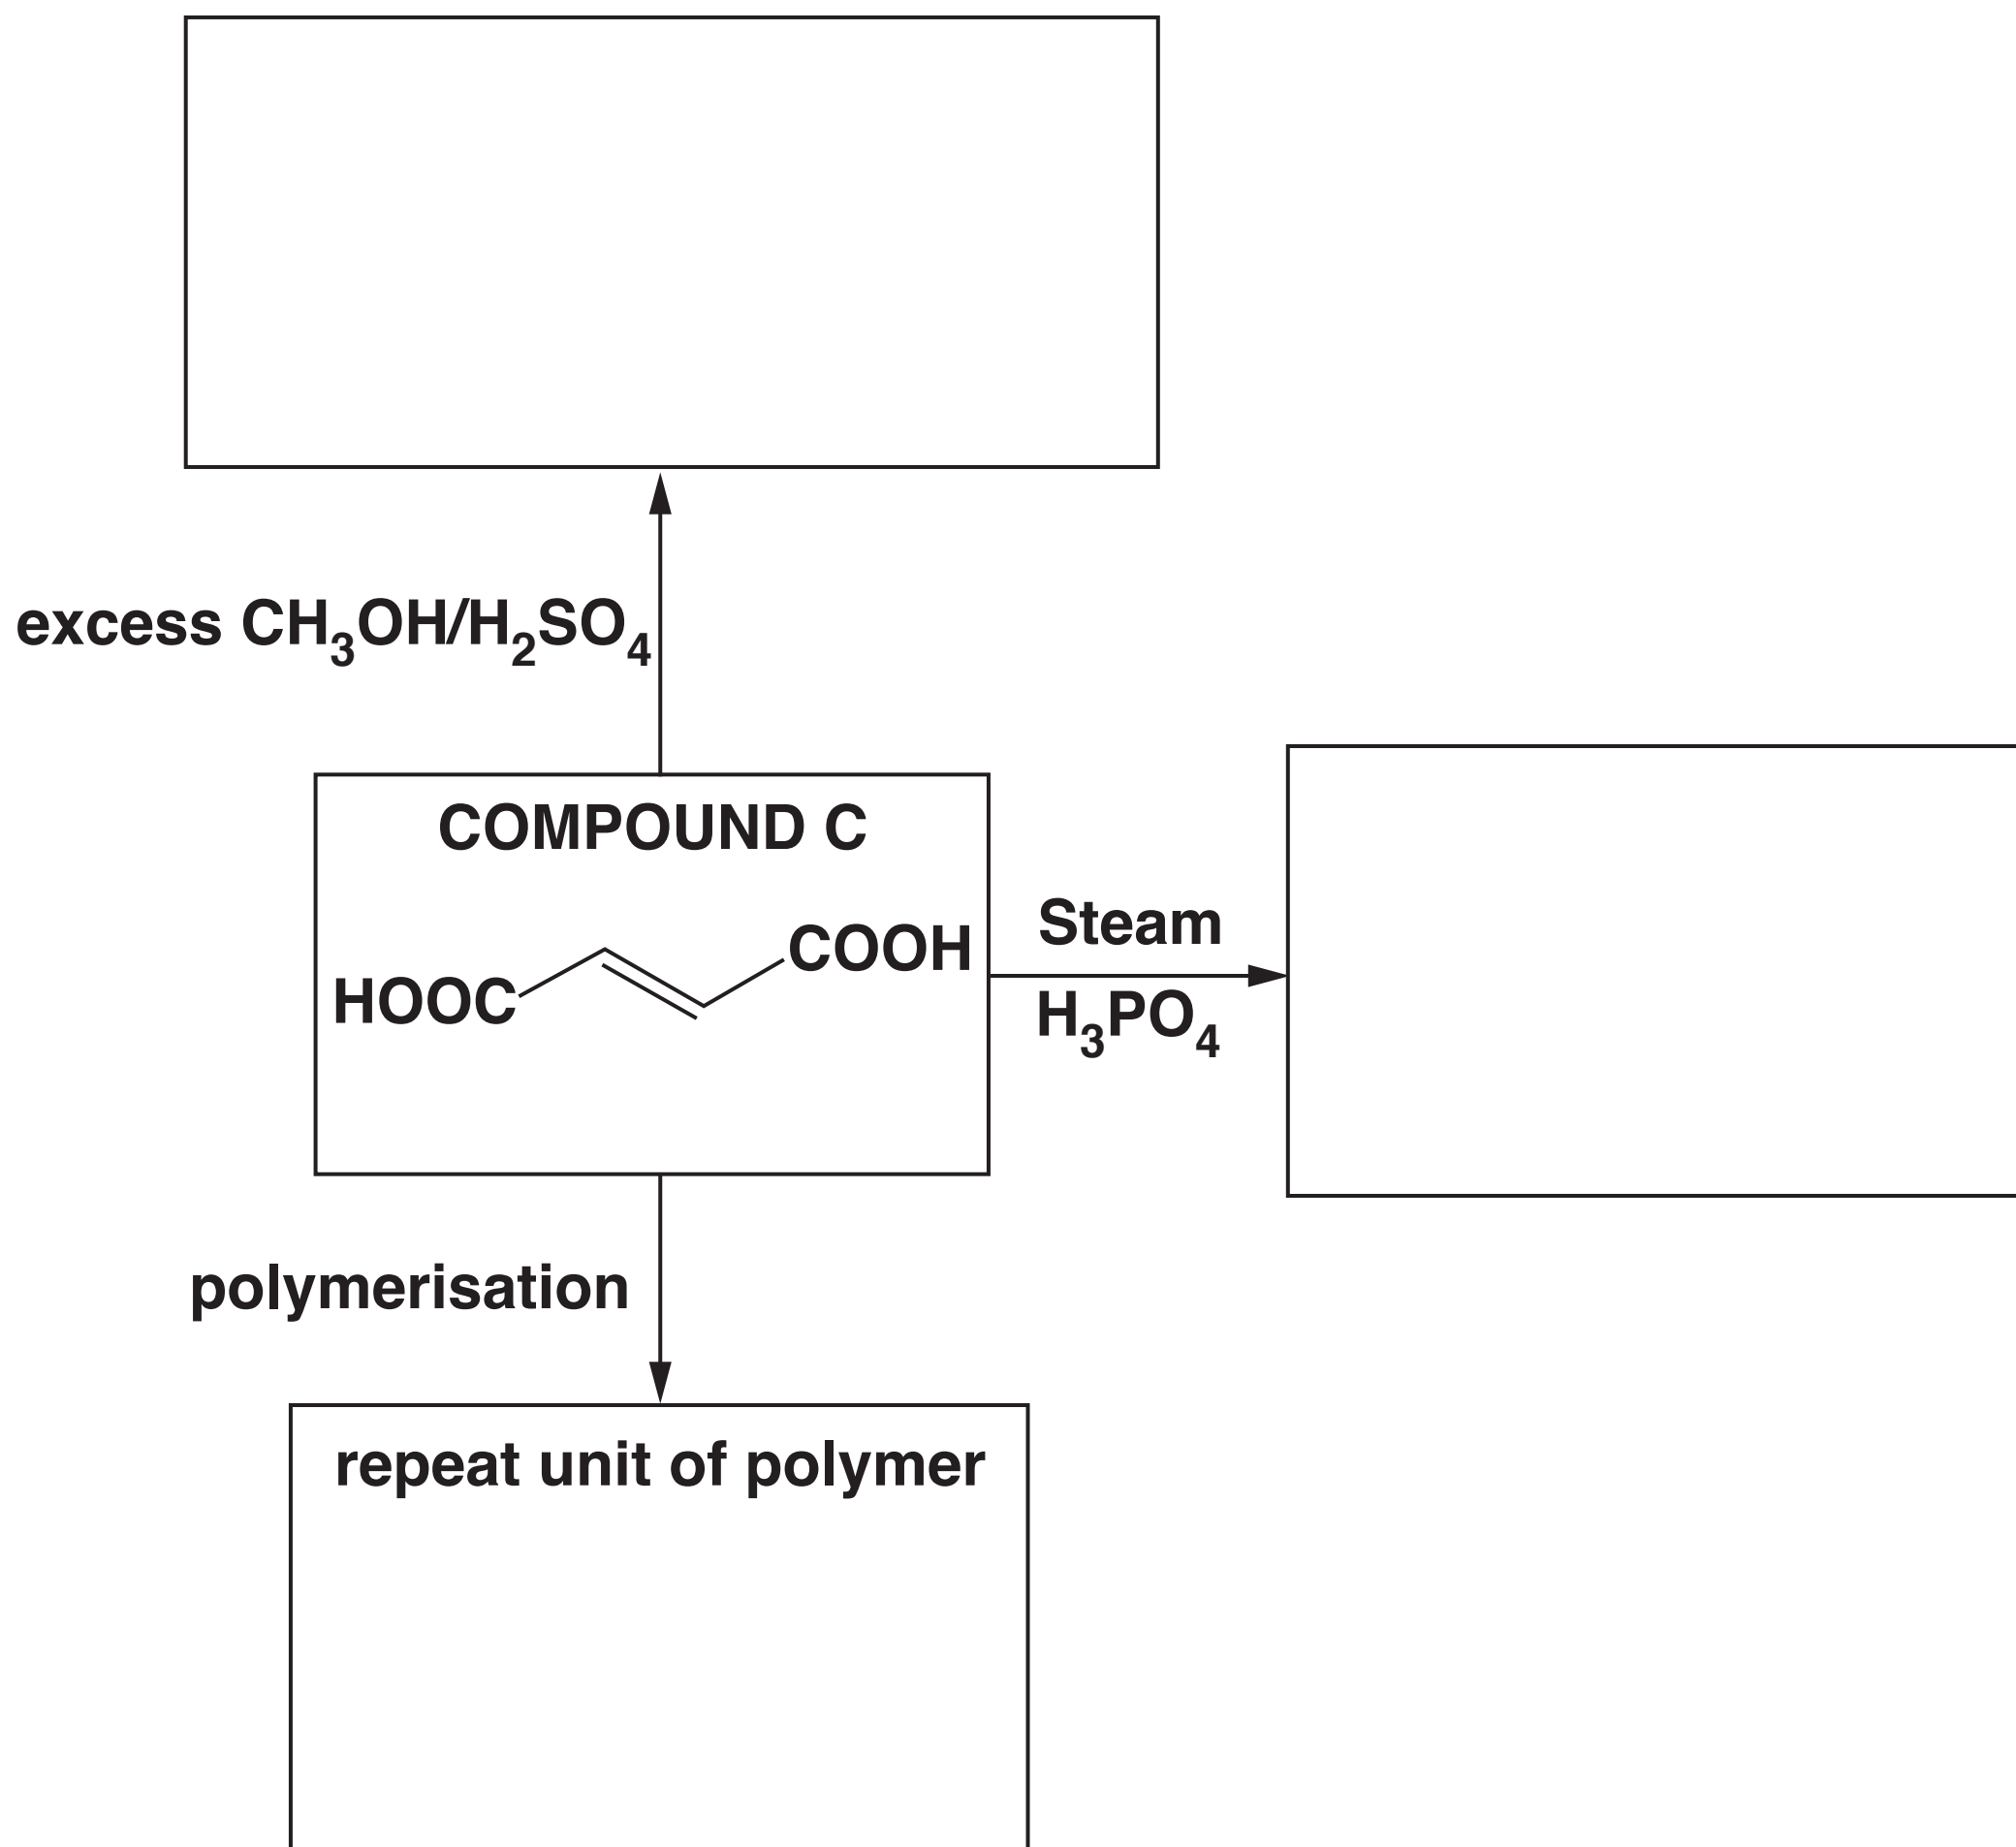 excess CH₃OH/H₂SO₄
COMPOUND C
HOOC
COOH
Steam
H₃PO₄
polymerisation
repeat unit of polymer